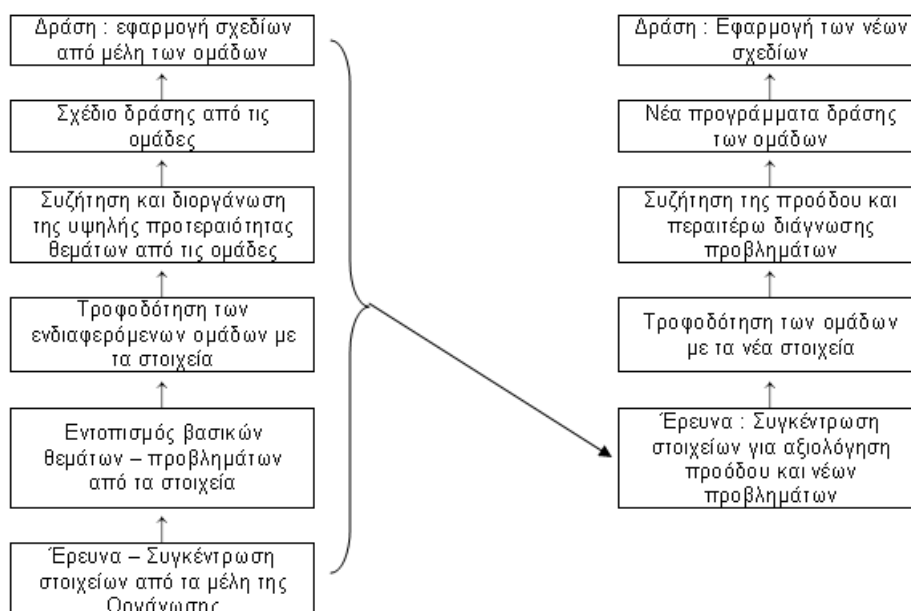 Δράση : εφαρμογή σχεδίων
από μέλη των ομάδων
Σχέδιο δράσης από τις
ομάδες
Συζήτηση και διοργάνωση
της υψηλής προτεραιότητας
θεμάτων από τις ομάδες
Τροφοδότηση των
ενδιαφερόμενων ομάδων με
τα στοιχεία
Εντοπισμός βασικών
θεμάτων – προβλημάτων
από τα στοιχεία
Έρευνα – Συγκέντρωση
στοιχείων από τα μέλη της
Οργάνωσης
Δράση : Εφαρμογή των νέων
σχεδίων
Νέα προγράμματα δράσης
των ομάδων
Συζήτηση της προόδου και
περαιτέρω διάγνωσης
προβλημάτων
Τροφοδότηση των ομάδων
με τα νέα στοιχεία
Έρευνα : Συγκέντρωση
στοιχείων για αξιολόγηση
προόδου και νέων
προβλημάτων